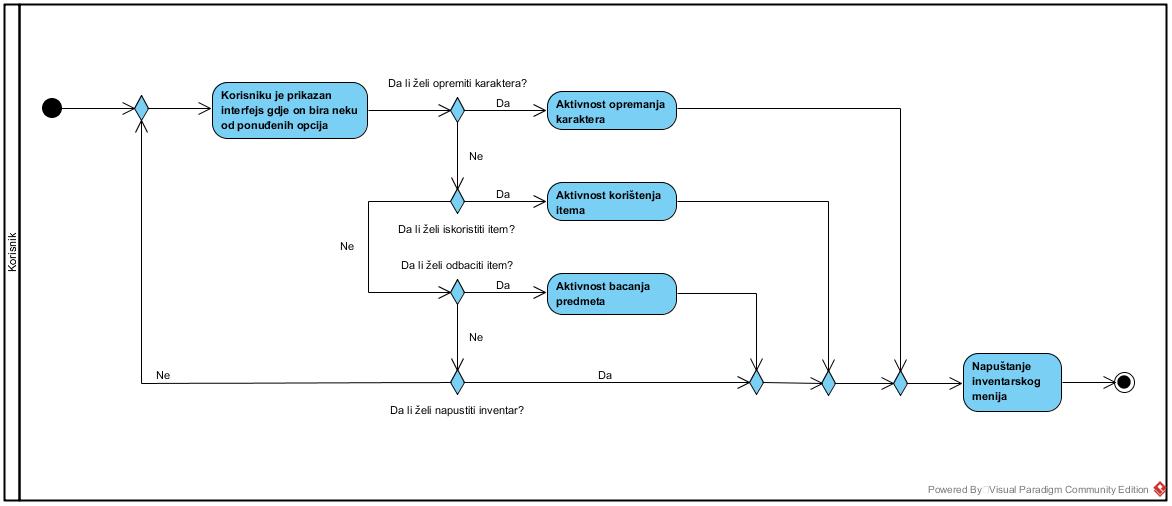 Korisnik
Da li želi opremiti karaktera?
Korisniku je prikazan
interfejs gdje on bira neku
od ponuđenih opcija
Da
Aktivnost opremanja
karaktera
Ne
Da
Aktivnost korištenja
itema
Da li želi iskoristiti item?
Ne
Da li želi odbaciti item?
Da
Aktivnost bacanja
predmeta
Ne
Ne
Da
Napuštanje
inventarskog
menija
Da li želi napustiti inventar?
Powered By Visual Paradigm Community Edition